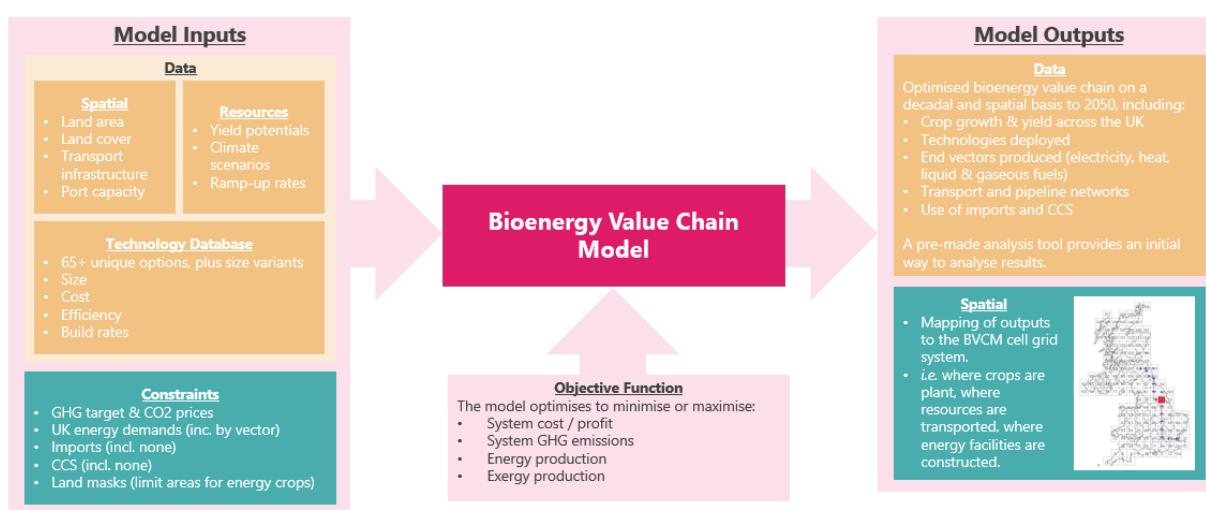 Model Inputs
Data
Spatial
• Land area
• Land cover
• Transport
infrastructure
• Port capacity
Resources
• Yield potentials
• Climate
scenarios
• Ramp-up rates
Technology Database
• 65+ unique options, plus size variants
• Size
• Cost
• Efficiency
• Build rates
Constraints
• GHG target & CO2 prices
• UK energy demands (inc. by vector)
• Imports (incl. none)
• CCS (incl. none)
• Land masks (limit areas for energy crops)
Bioenergy Value Chain
Model
Objective Function
The model optimises to minimise or maximise:
• System cost / profit
• System GHG emissions
• Energy production
• Exergy production
Model Outputs
Data
Optimised bioenergy value chain on a
decadal and spatial basis to 2050, including:
• Crop growth & yield across the UK
• Technologies deployed
• End vectors produced (electricity, heat,
liquid & gaseous fuels)
• Transport and pipeline networks
• Use of imports and CCS
A pre-made analysis tool provides an initial
way to analyse results.
Spatial
• Mapping of outputs
to the BVCM cell grid
system.
• i.e. where crops are
plant, where
resources are
transported, where
energy facilities are
constructed.